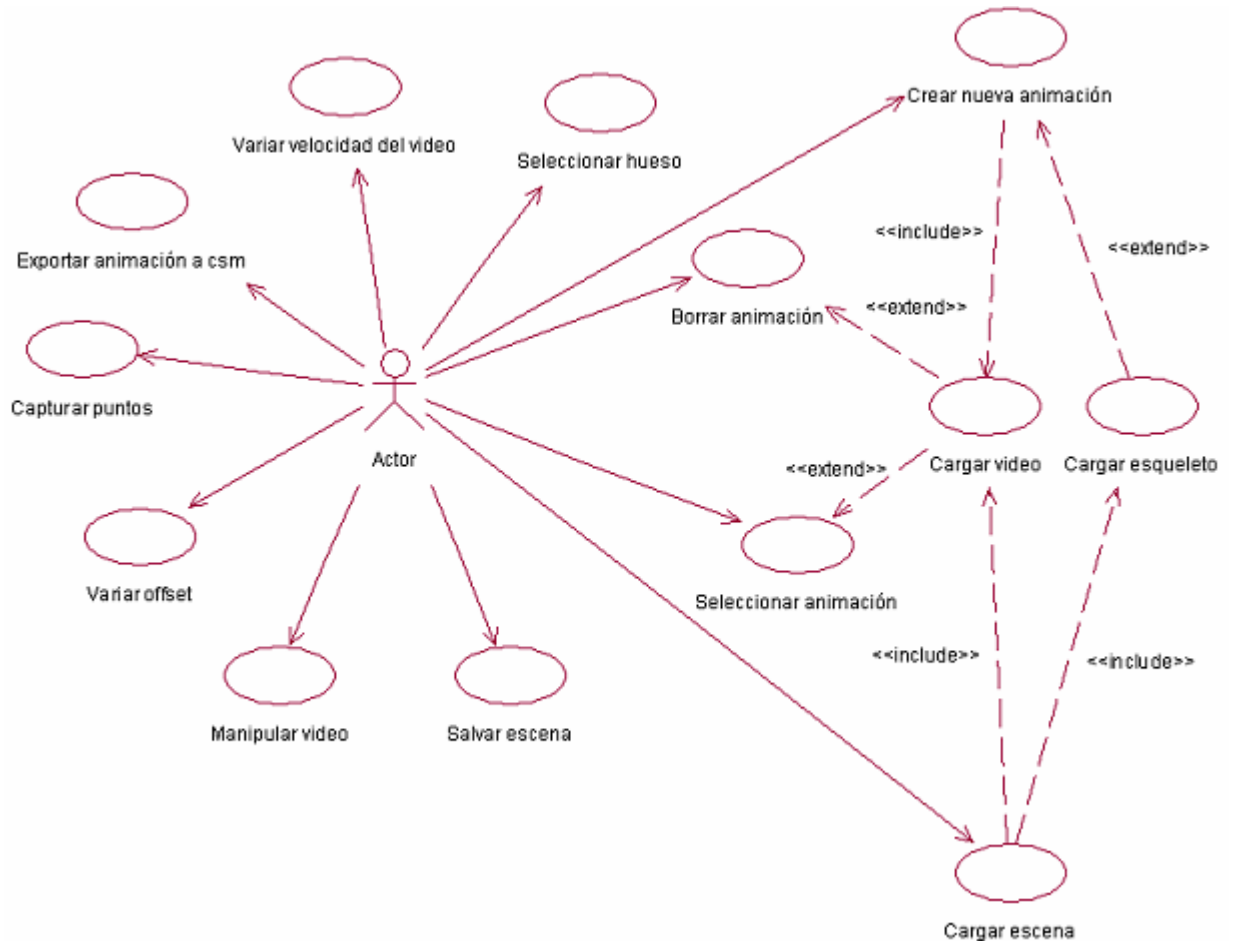 Crear nueva animación
Variar velocidad del video
Seleccionar hueso
<<include>>
<<extend>>
Exportar animación a csm
<<extend>>
Borrar animación
Capturar puntos
Actor
<<extend>>
Cargar video
Cargar esqueleto
Variar offset
Seleccionar animación
<<include>>
<<include>>
Manipular video
Salvar escena
Cargar escena